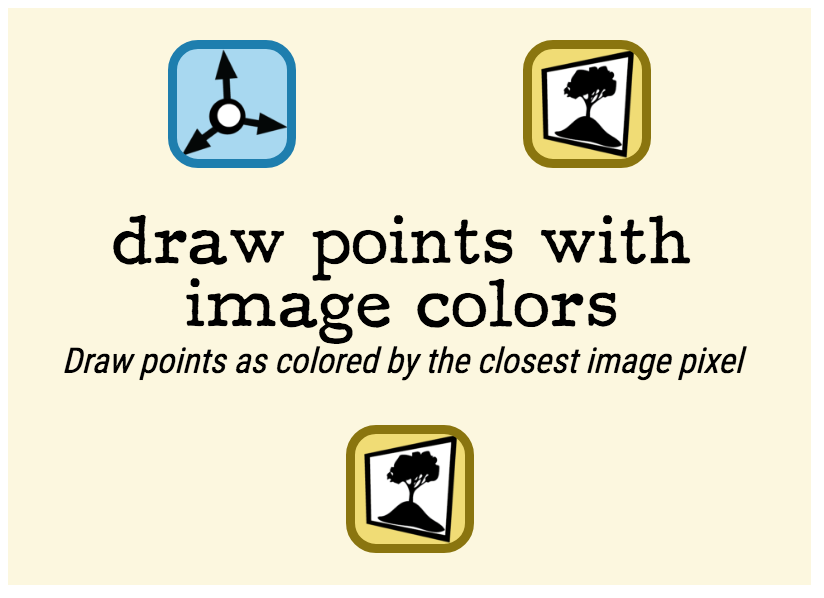 draw points with
image colors
Draw points as colored by the closest image pixel